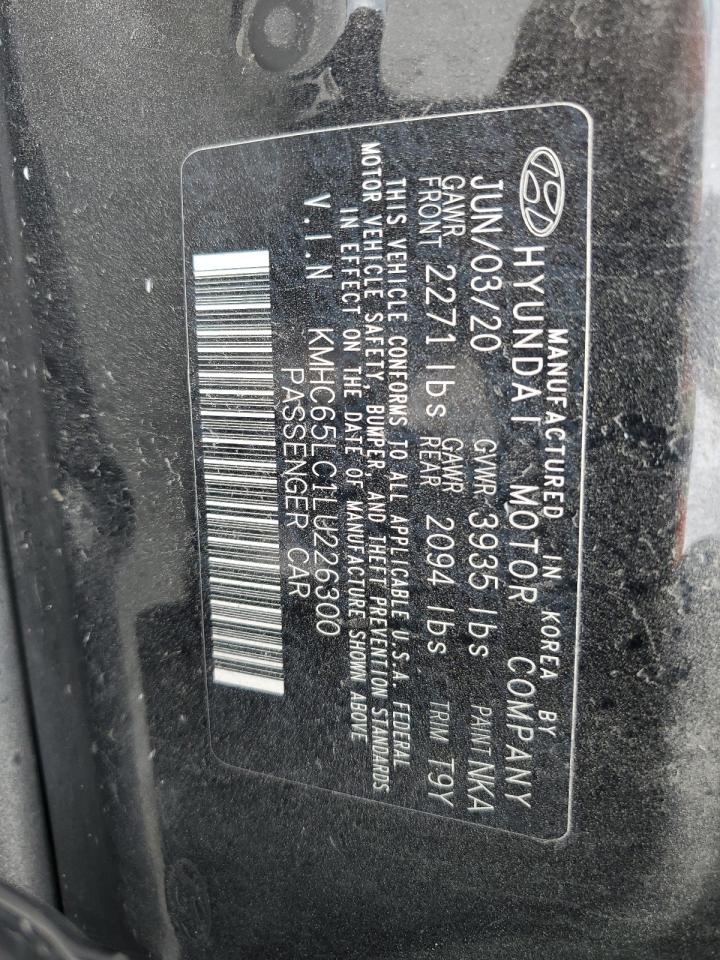 MANUFACTURED IN KOREA BY
HYUNDAI MOTOR COMPANY
JUN/03/20 GVWR 3935 lbs PAINT NKA
GAWR FRONT 2271 lbs GAWR REAR 2094 lbs TRIM T9Y
THIS VEHICLE CONFORMS TO ALL APPLICABLE U.S.A. FEDERAL
MOTOR VEHICLE SAFETY, BUMPER, AND THEFT PREVENTION STANDARDS
IN EFFECT ON THE DATE OF MANUFACTURE SHOWN ABOVE
V.I.N KMHC65LC1LU226300
PASSENGER CAR